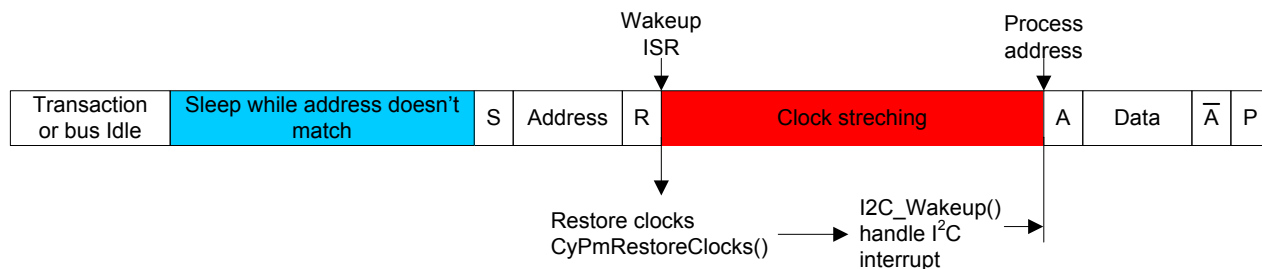 Wakeup
ISR
Process
address
Transaction
or bus Idle
Sleep while address doesn't
match
S
Address
R
Clock streching
A
Data
A̅
P
Restore clocks
CyPmRestoreClocks()
I2C_Wakeup()
handle I²C
interrupt